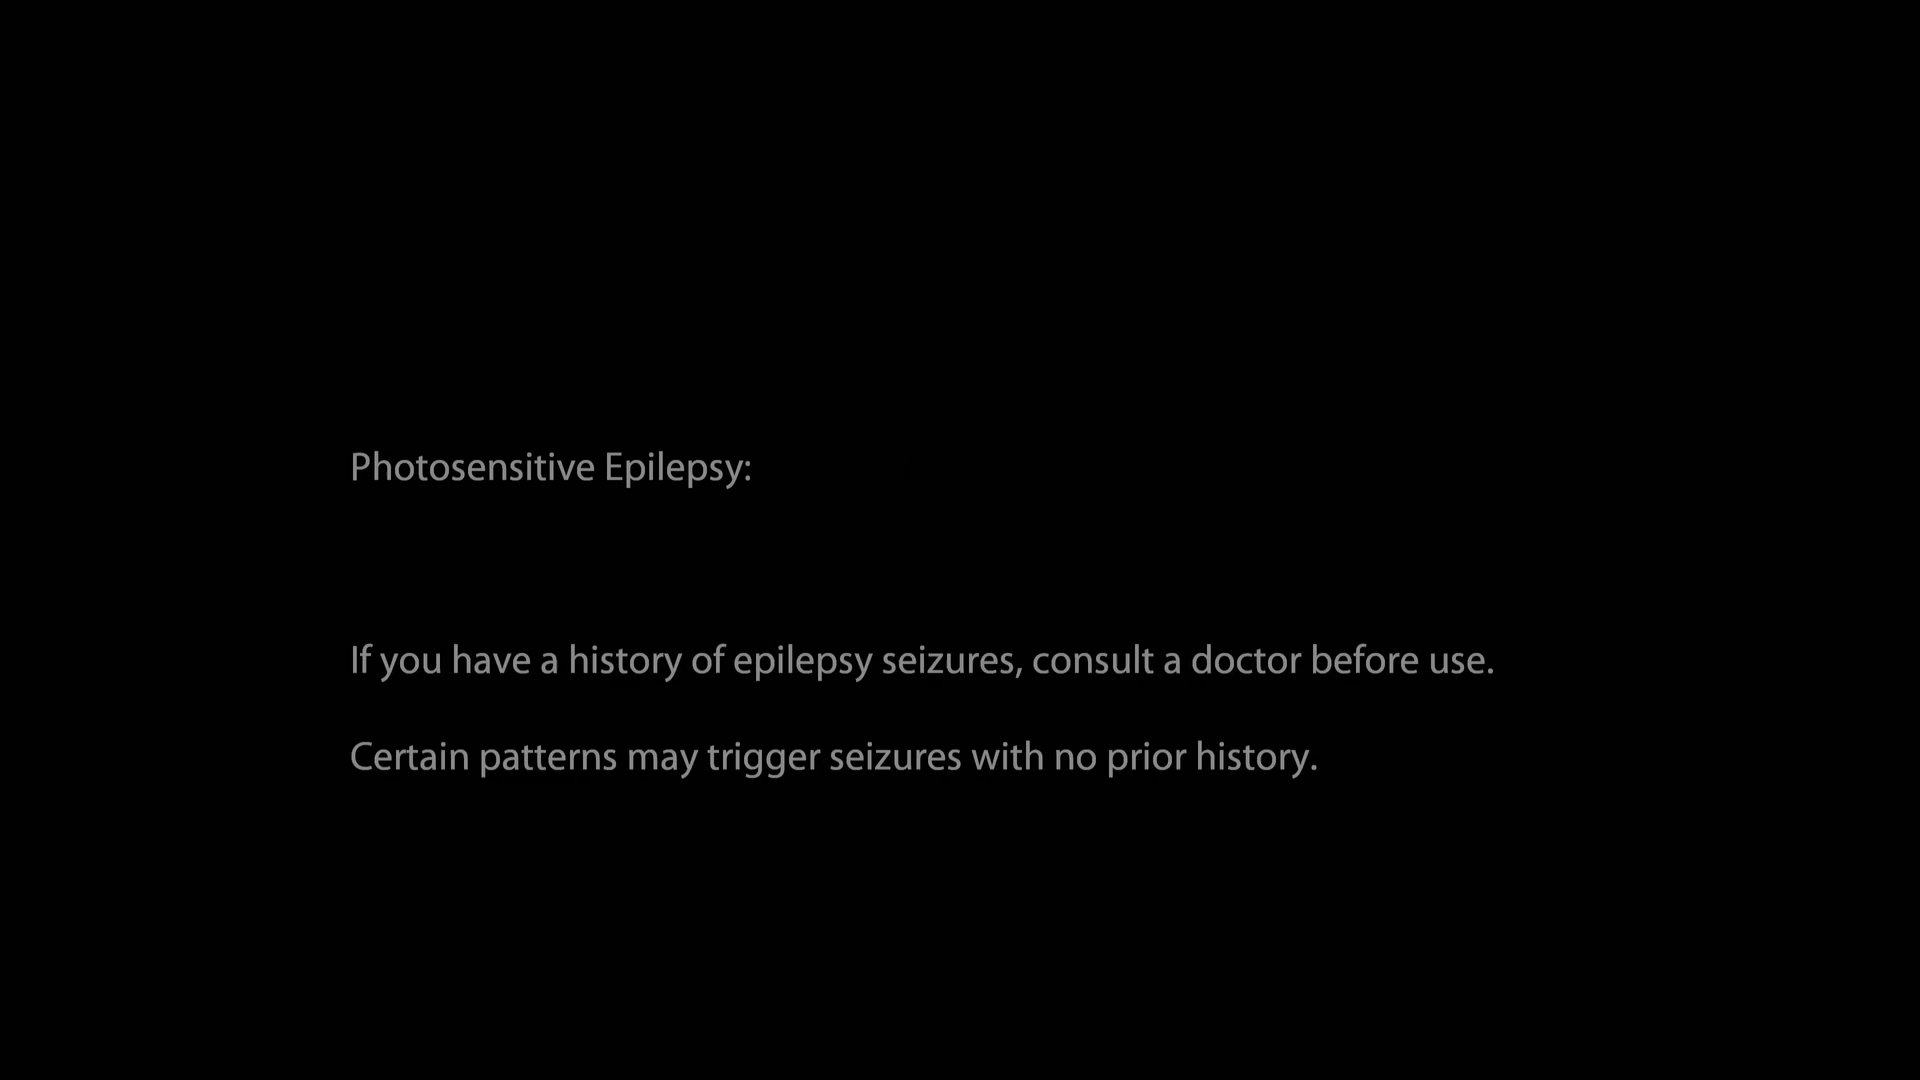 Photosensitive Epilepsy:
If you have a history of epilepsy seizures, consult a doctor before use.
Certain patterns may trigger seizures with no prior history.